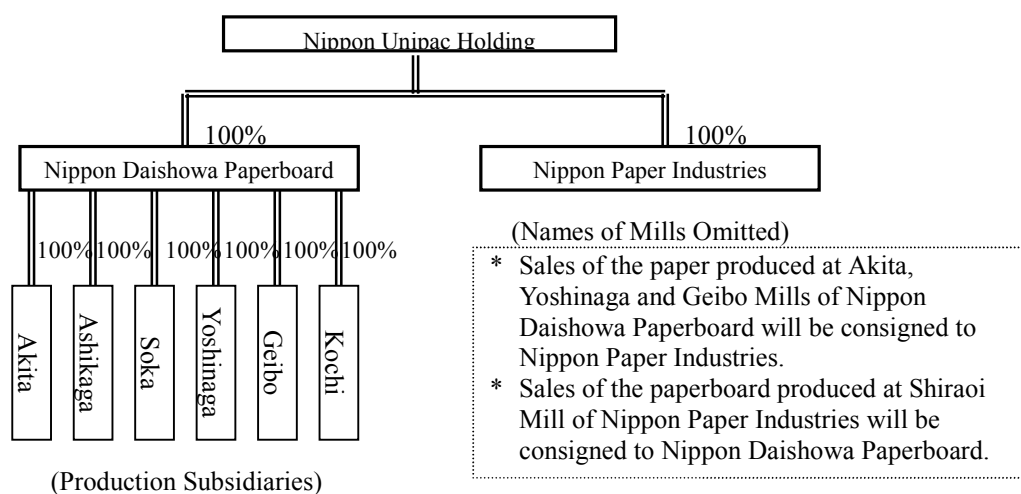 Nippon Unipac Holding
100%
100%
Nippon Daishowa Paperboard
Nippon Paper Industries
100% 100% 100% 100% 100% 100%
Akita
Ashikaga
Soka
Yoshinaga
Geibo
Kochi
(Production Subsidiaries)
(Names of Mills Omitted)
* Sales of the paper produced at Akita,
Yoshinaga and Geibo Mills of Nippon
Daishowa Paperboard will be consigned to
Nippon Paper Industries.
* Sales of the paperboard produced at Shiraoi
Mill of Nippon Paper Industries will be
consigned to Nippon Daishowa Paperboard.